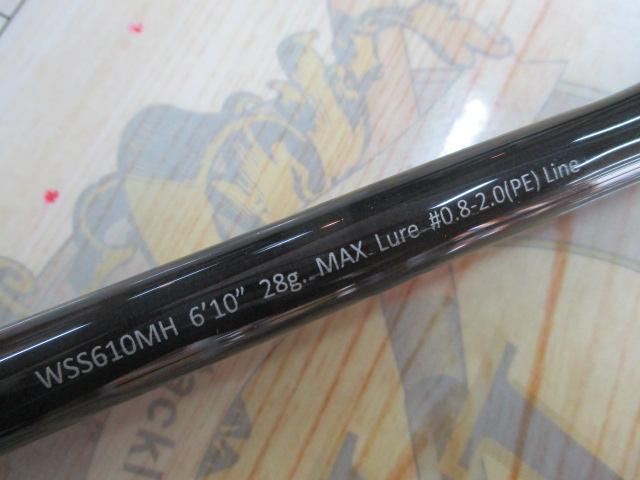 WSS610MH 6'10" 28g. MAX Lure #0.8-2.0(PE) Line